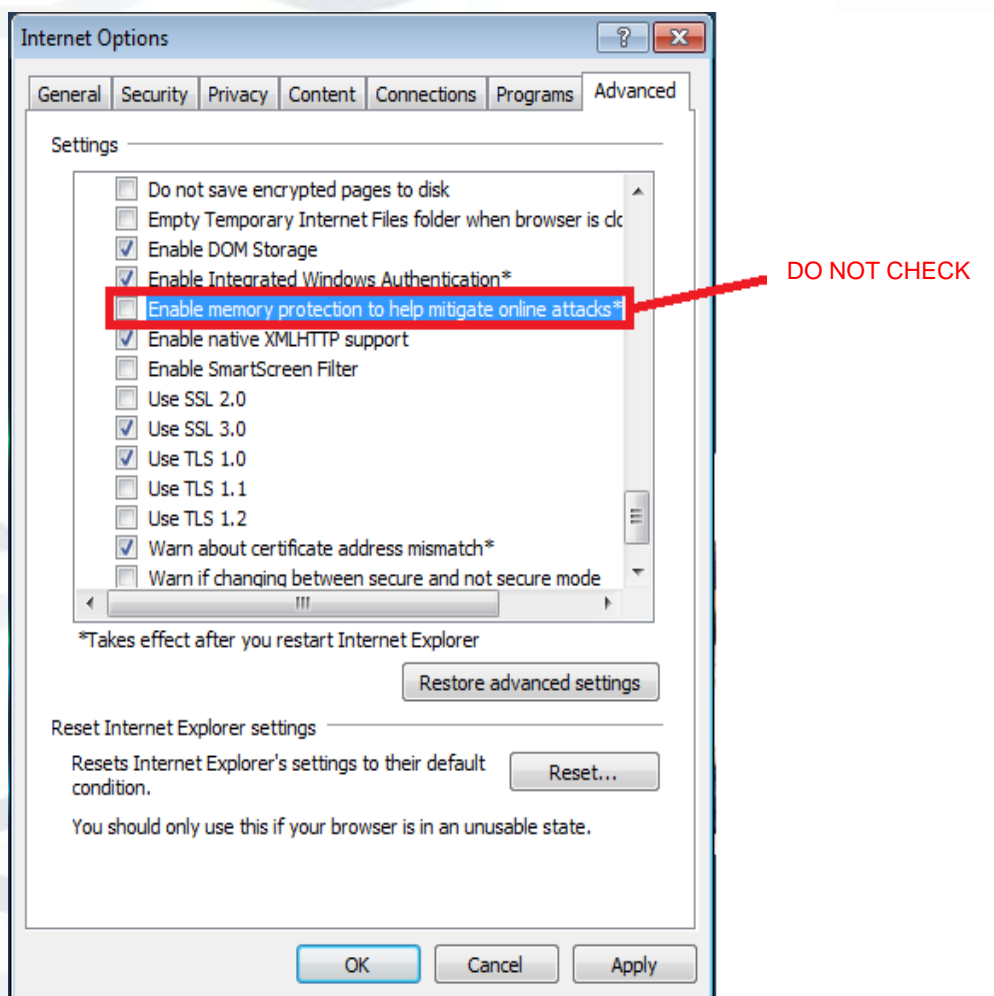 Internet Options
General Security Privacy Content Connections Programs Advanced
Settings
Do not save encrypted pages to disk
Empty Temporary Internet Files folder when browser is clc
Enable DOM Storage
Enable Integrated Windows Authentication*
DO NOT CHECK
Enable memory protection to help mitigate online attacks*
Enable native XMLHTTP support
Enable SmartScreen Filter
Use SSL 2.0
Use SSL 3.0
Use TLS 1.0
Use TLS 1.1
Use TLS 1.2
Warn about certificate address mismatch*
Warn if changing between secure and not secure mode
*Takes effect after you restart Internet Explorer
Restore advanced settings
Reset Internet Explorer settings
Resets Internet Explorer's settings to their default
condition.
Reset...
You should only use this if your browser is in an unusable state.
OK Cancel Apply